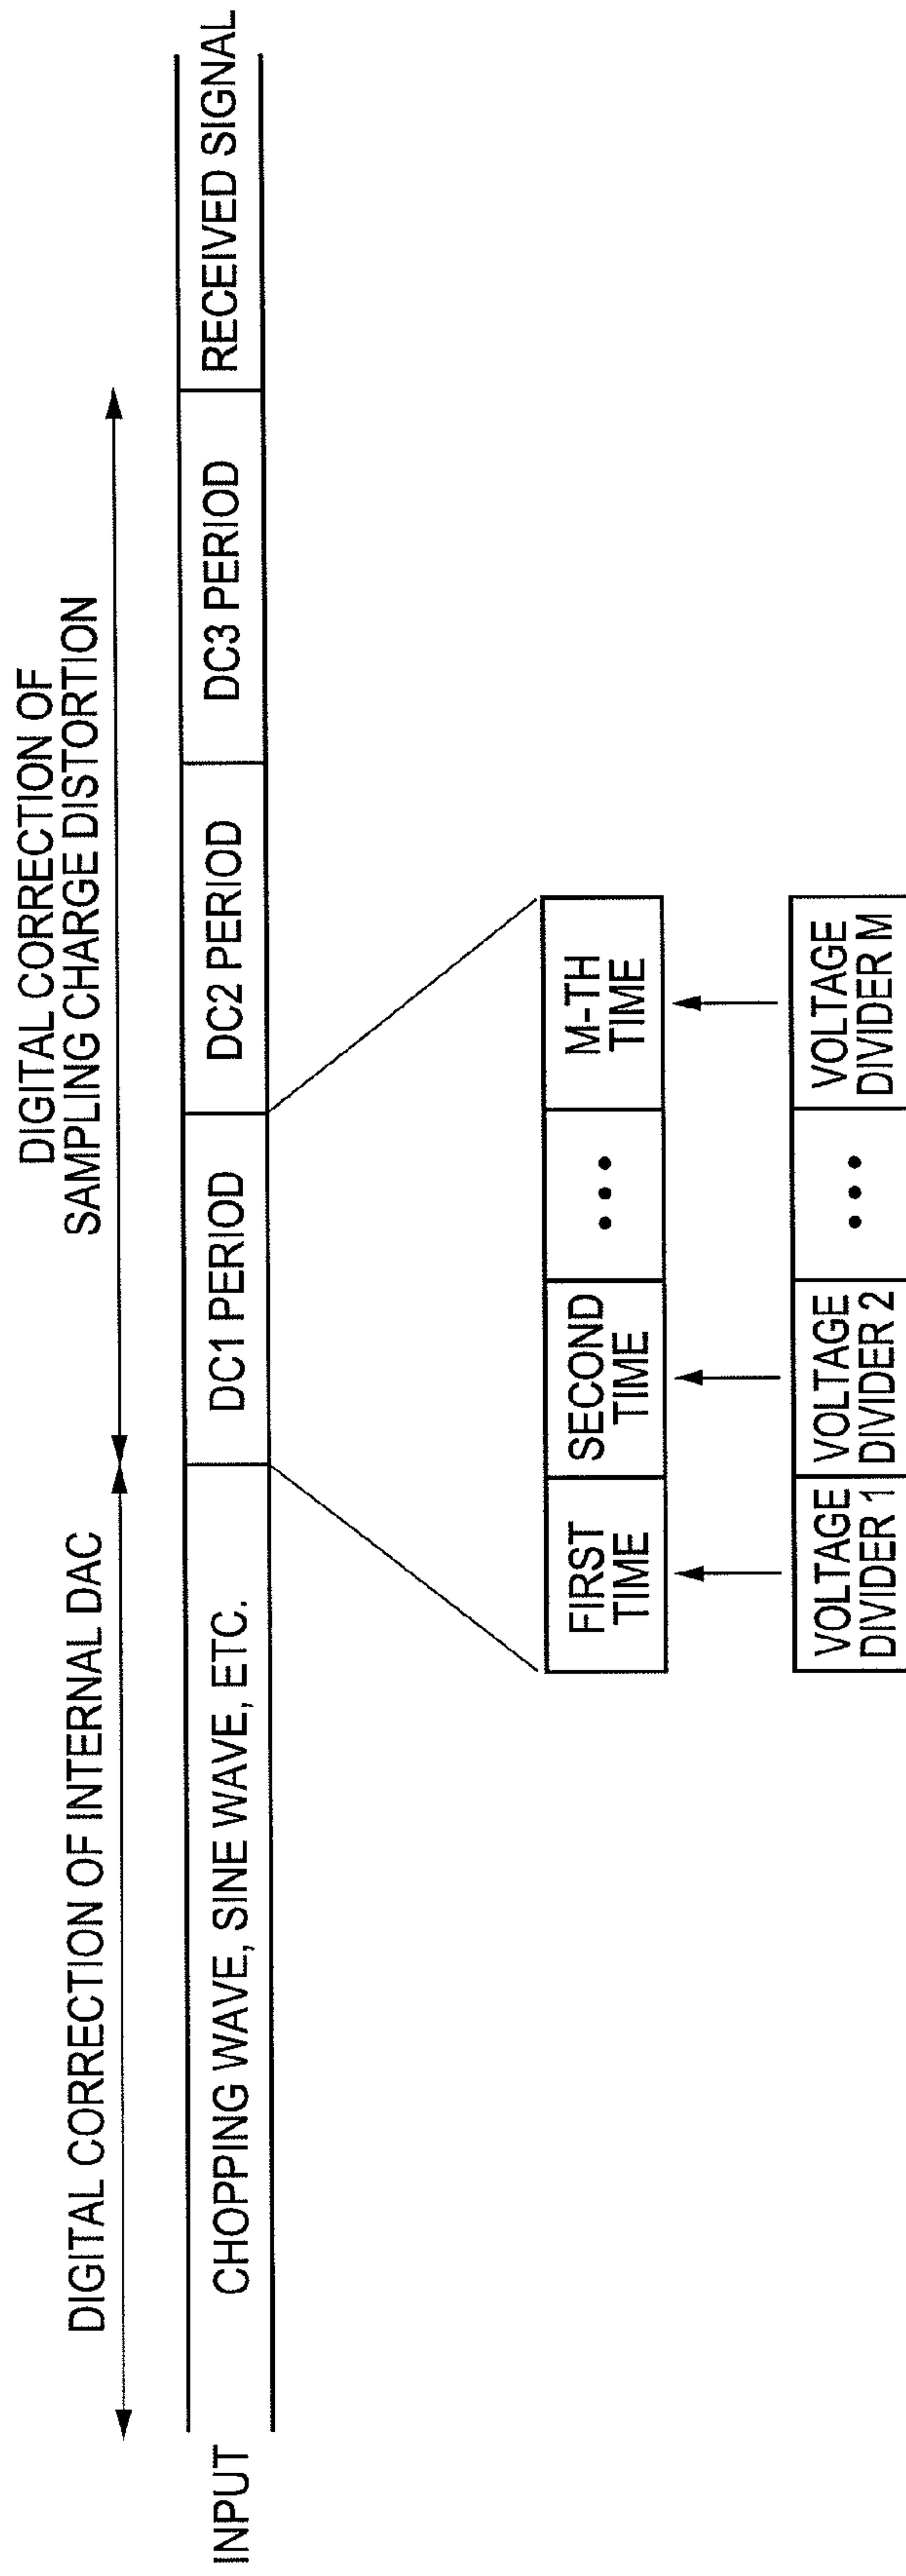 DIGITAL CORRECTION OF INTERNAL DAC
DIGITAL CORRECTION OF
SAMPLING CHARGE DISTORTION
INPUT
CHOPPING WAVE, SINE WAVE, ETC.
DC1 PERIOD
DC2 PERIOD
DC3 PERIOD
RECEIVED SIGNAL
FIRST
TIME
SECOND
TIME
•••
M-TH
TIME
VOLTAGE
DIVIDER 1
VOLTAGE
DIVIDER 2
•••
VOLTAGE
DIVIDER M